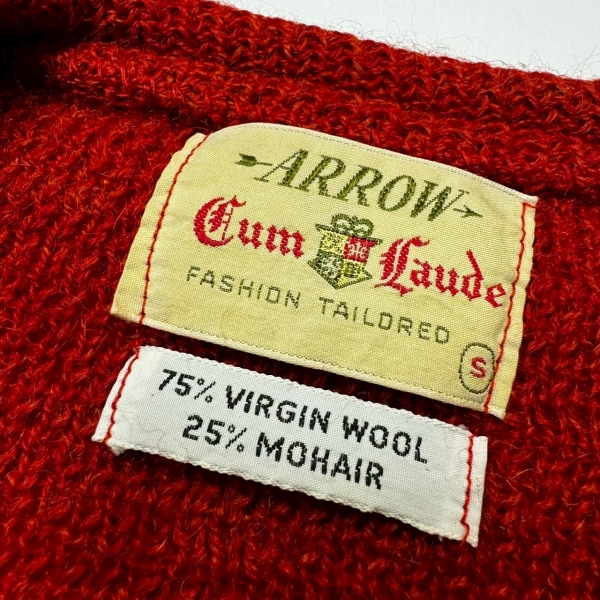 ARROW
Cum Laude
FASHION TAILORED
S
75% VIRGIN WOOL
25% MOHAIR